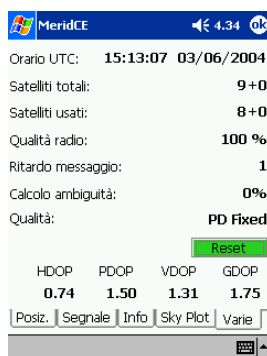 MeridCE 4.34 ok
Orario UTC: 15:13:07 03/06/2004
Satelliti totali: 9+0
Satelliti usati: 8+0
Qualità radio: 100 %
Ritardo messaggio: 1
Calcolo ambiguità: 0%
Qualità: PD Fixed
Reset
HDOP PDOP VDOP GDOP
0.74 1.50 1.31 1.75
Posiz. Segnale Info Sky Plot Varie